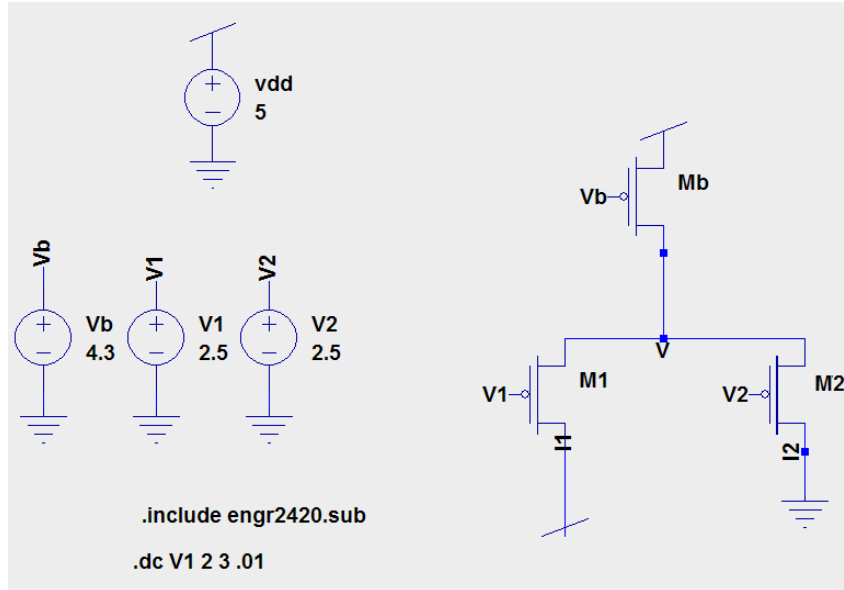 vdd
5
Vb
Mb
Vb
V1
V2
Vb
4.3
V1
2.5
V2
2.5
V
V1
M1
V2
M2
I1
I2
.include engr2420.sub
.dc V1 2 3 .01